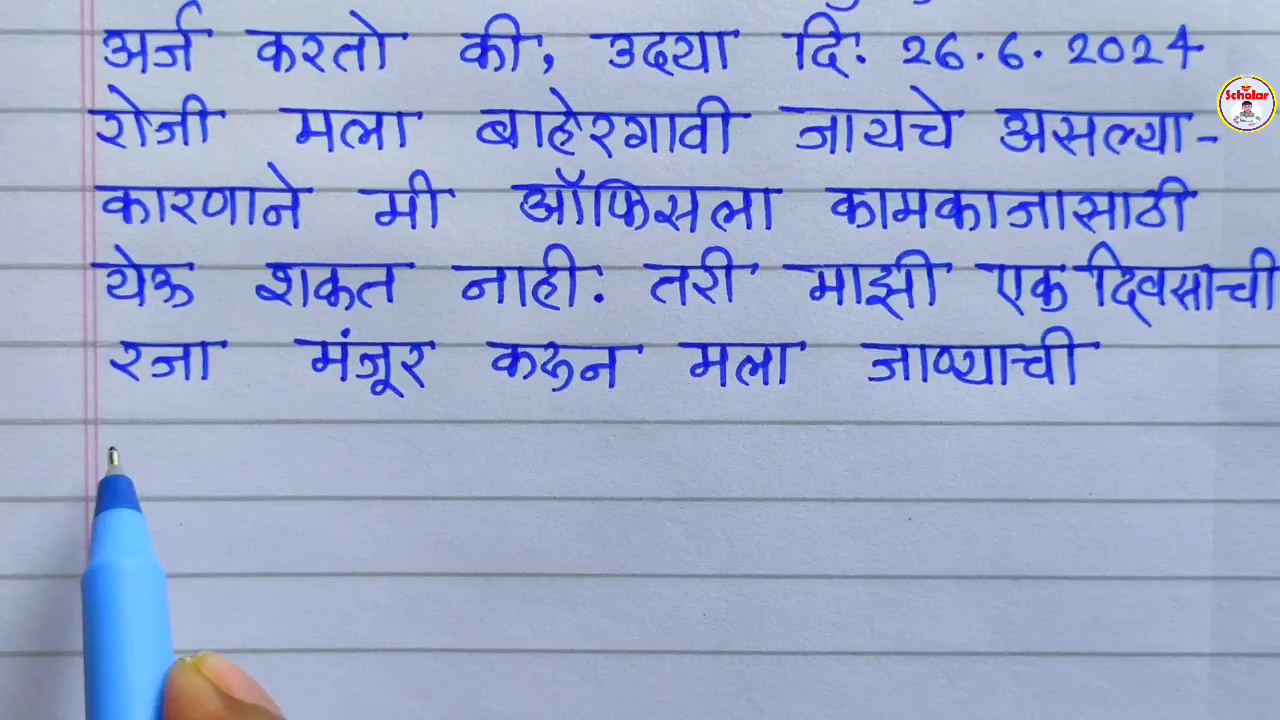 अर्ज करतो की, उदया दि. 26.6.2024
रोजी मला बाहेरगावी जायचे असल्या-
कारणाने मी ऑफिसला कामकाजासाठी
येऊ शकत नाही. तरी माझी एक दिवसाची
रजा मंजूर करुन मला जाण्याची
Scholar